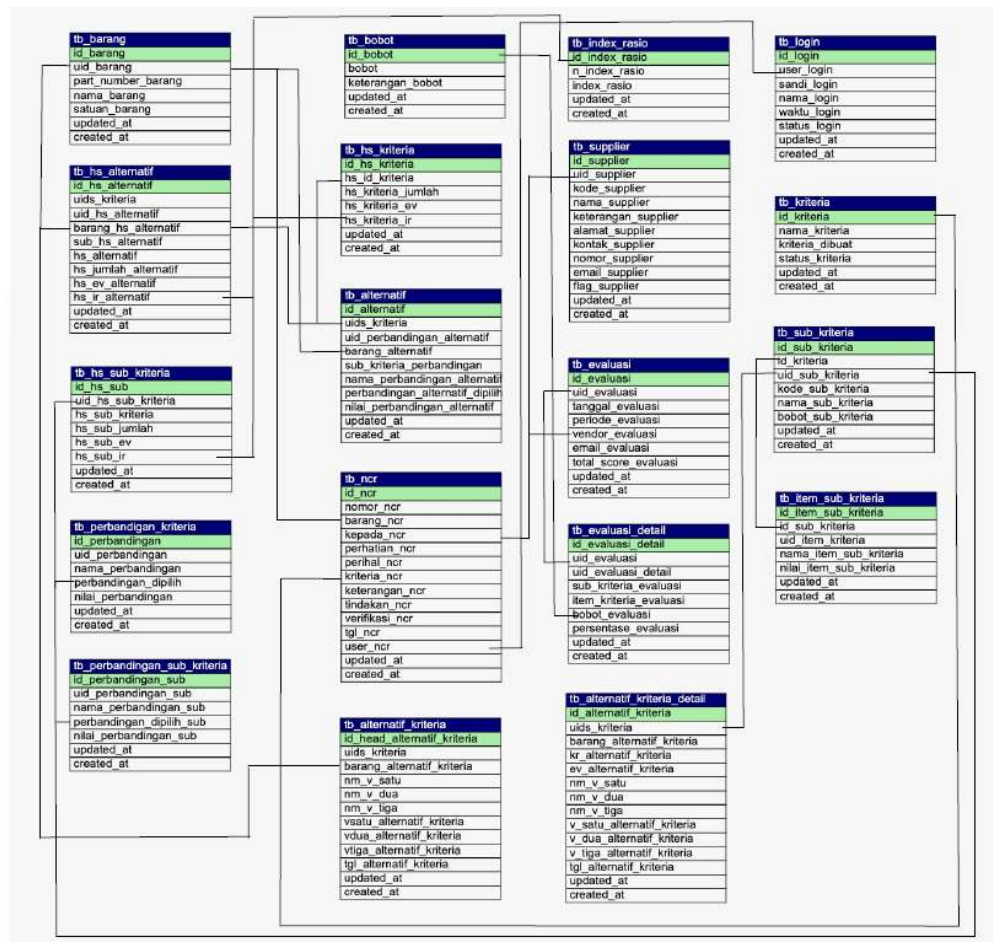 tb_barang
id_barang
uid_barang
part_number_barang
nama_barang
satuan_barang
updated_at
created_at
tb_hs_alternatif
id_hs_alternatif
uids_kriteria
uid_hs_alternatif
barang_hs_alternatif
sub_hs_alternatif
hs_alternatif
hs_jumlah_alternatif
hs_ev_alternatif
hs_ir_alternatif
updated_at
created_at
tb_hs_sub_kriteria
id_hs_sub
uid_hs_sub_kriteria
hs_sub_kriteria
hs_sub_jumlah
hs_sub_ev
hs_sub_ir
updated_at
created_at
tb_perbandigan_kriteria
id_perbandingan
uid_perbandingan
nama_perbandingan
perbandingan_dipilih
nilai_perbandingan
updated_at
created_at
tb_perbandingan_sub_kriteria
id_perbandingan_sub
uid_perbandingan_sub
nama_perbandingan_sub
perbandingan_dipilih_sub
nilai_perbandingan_sub
updated_at
created_at
tb_bobot
id_bobot
bobot
keterangan_bobot
updated_at
created_at
tb_hs_kriteria
id_hs_kriteria
hs_id_kriteria
hs_kriteria_jumlah
hs_kriteria_ev
hs_kriteria_ir
updated_at
created_at
tb_alternatif
id_alternatif
uids_kriteria
uid_perbandingan_alternatif
barang_alternatif
sub_kriteria_perbandingan
nama_perbandingan_alternatif
perbandingan_alternatif_dipilih
nilai_perbandingan_alternatif
updated_at
created_at
tb_ncr
id_ncr
nomor_ncr
barang_ncr
kepada_ncr
perhatian_ncr
perihal_ncr
kriteria_ncr
keterangan_ncr
tindakan_ncr
verifikasi_ncr
tgl_ncr
user_ncr
updated_at
created_at
tb_alternatif_kriteria
id_head_alternatif_kriteria
uids_kriteria
barang_alternatif_kriteria
nm_v_satu
nm_v_dua
nm_v_tiga
vsatu_alternatif_kriteria
vdua_alternatif_kriteria
vtiga_alternatif_kriteria
tgl_alternatif_kriteria
updated_at
created_at
tb_index_rasio
id_index_rasio
n_index_rasio
index_rasio
updated_at
created_at
tb_supplier
id_supplier
uid_supplier
kode_supplier
nama_supplier
keterangan_supplier
alamat_supplier
kontak_supplier
nomor_supplier
email_supplier
flag_supplier
updated_at
created_at
tb_evaluasi
id_evaluasi
uid_evaluasi
tanggal_evaluasi
periode_evaluasi
vendor_evaluasi
email_evaluasi
total_score_evaluasi
updated_at
created_at
tb_evaluasi_detail
id_evaluasi_detail
uid_evaluasi
uid_evaluasi_detail
sub_kriteria_evaluasi
item_kriteria_evaluasi
bobot_evaluasi
persentase_evaluasi
updated_at
created_at
tb_alternatif_kriteria_detail
id_alternatif_kriteria
uids_kriteria
barang_alternatif_kriteria
kr_alternatif_kriteria
ev_alternatif_kriteria
nm_v_satu
nm_v_dua
nm_v_tiga
v_satu_alternatif_kriteria
v_dua_alternatif_kriteria
v_tiga_alternatif_kriteria
tgl_alternatif_kriteria
updated_at
created_at
tb_login
id_login
user_login
sandi_login
nama_login
waktu_login
status_login
updated_at
created_at
tb_kriteria
id_kriteria
nama_kriteria
kriteria_dibuat
status_kriteria
updated_at
created_at
tb_sub_kriteria
id_sub_kriteria
id_kriteria
uid_sub_kriteria
kode_sub_kriteria
nama_sub_kriteria
bobot_sub_kriteria
updated_at
created_at
tb_item_sub_kriteria
id_item_sub_kriteria
id_sub_kriteria
uid_item_kriteria
nama_item_sub_kriteria
nilai_item_sub_kriteria
updated_at
created_at